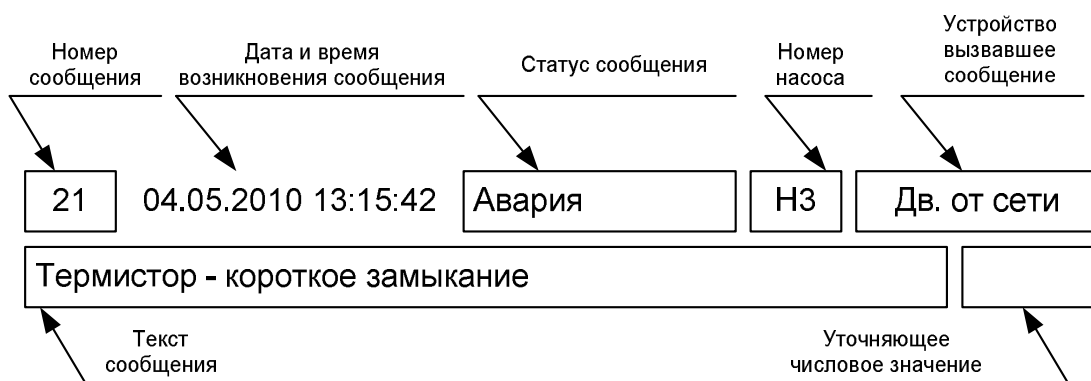 Номер
сообщения
Дата и время
возникновения сообщения
Статус сообщения
Номер
насоса
Устройство
вызвавшее
сообщение
21
04.05.2010 13:15:42
Авария
Н3
Дв. от сети
Термистор - короткое замыкание
Текст
сообщения
Уточняющее
числовое значение